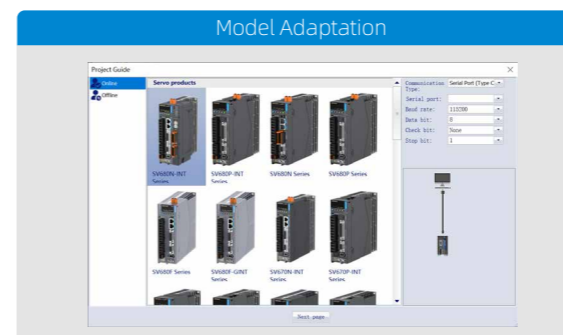 Model Adaptation
Project Guide
Online
Offline
Servo products
SV680N-INT
Series
SV680P-INT
Series
SV680N Series
SV680P Series
SV680F Series
SV680F-GINT
Series
SV670N-INT
Series
SV670P-INT
Series
Communication
Type:
Serial Port (Type C
Serial port:
Baud rate:
115200
Data bit:
8
Check bit:
None
Stop bit:
1
Next page